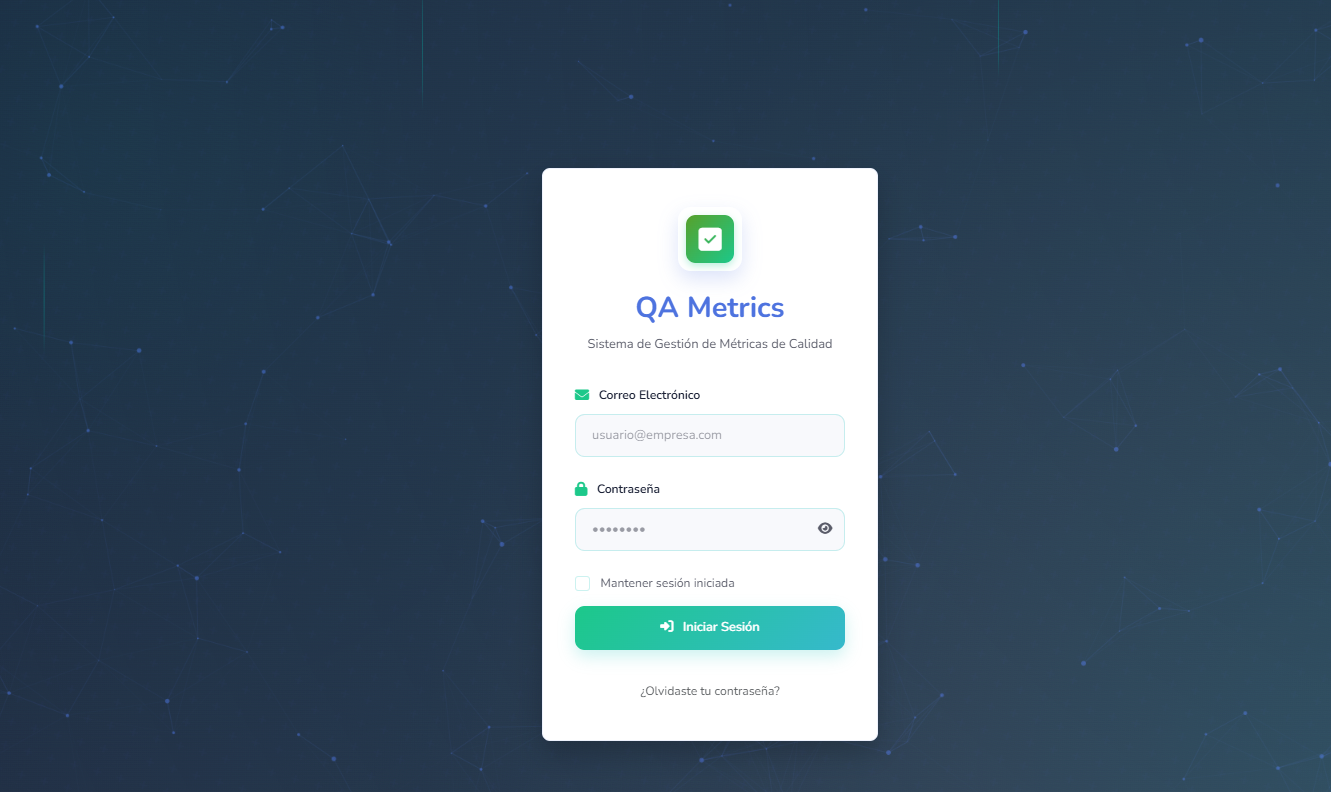 QA Metrics
Sistema de Gestión de Métricas de Calidad
Correo Electrónico
usuario@empresa.com
Contraseña
••••••••
Mantener sesión iniciada
Iniciar Sesión
¿Olvidaste tu contraseña?